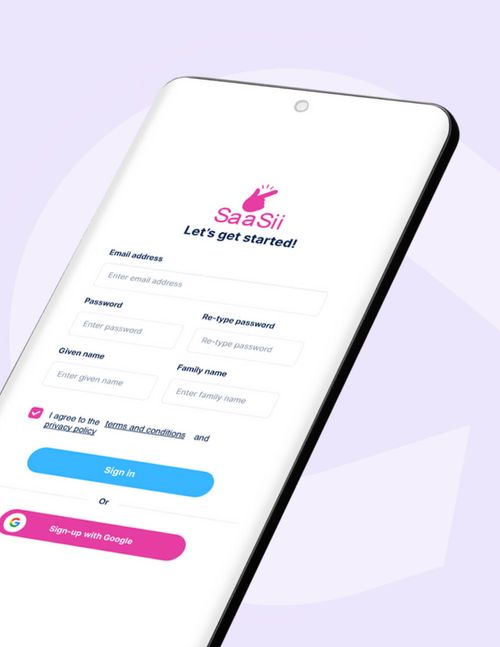 SaaSii
Let's get started!
Email address
Enter email address
Password
Re-type password
Enter password
Re-type password
Given name
Family name
Enter given name
Enter family name
I agree to the terms and conditions and
privacy policy
Sign in
Or
Sign-up with Google